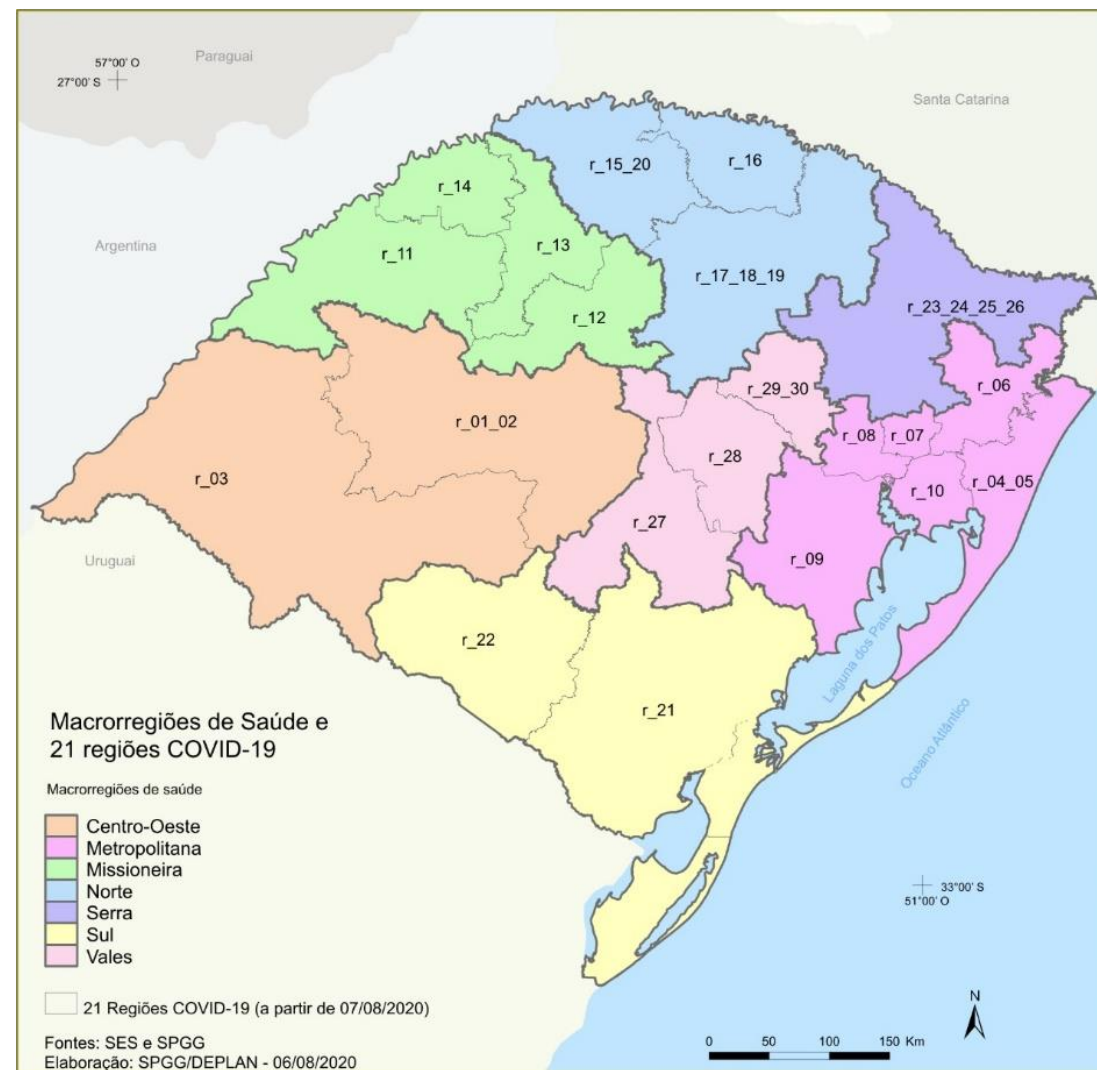 Paraguai
57°00' O
27°00' S
Santa Catarina
r_15_20
r_16
r_14
r_13
Argentina
r_11
r_17_18_19
r_23_24_25_26
r_12
r_06
r_29_30
r_01_02
r_08
r_07
r_28
r_03
r_10
r_04_05
r_27
r_09
Uruguai
Laguna dos Patos
r_22
r_21
Oceano Atlântico
Macrorregiões de Saúde e
21 regiões COVID-19
Macrorregiões de saúde
Centro-Oeste
Metropolitana
Missioneira
Norte
Serra
Sul
Vales
33°00' S
51°00' O
21 Regiões COVID-19 (a partir de 07/08/2020)
N
Fontes: SES e SPGG
Elaboração: SPGG/DEPLAN - 06/08/2020
0 50 100 150 Km